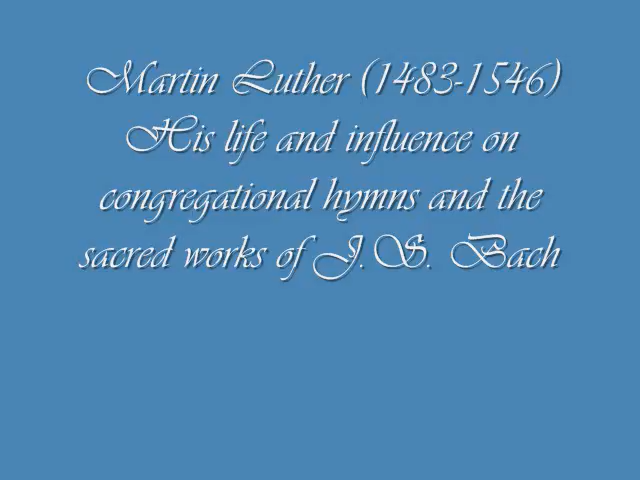 Martin Luther (1483-1546)
His life and influence on
congregational hymns and the
sacred works of J.S. Bach